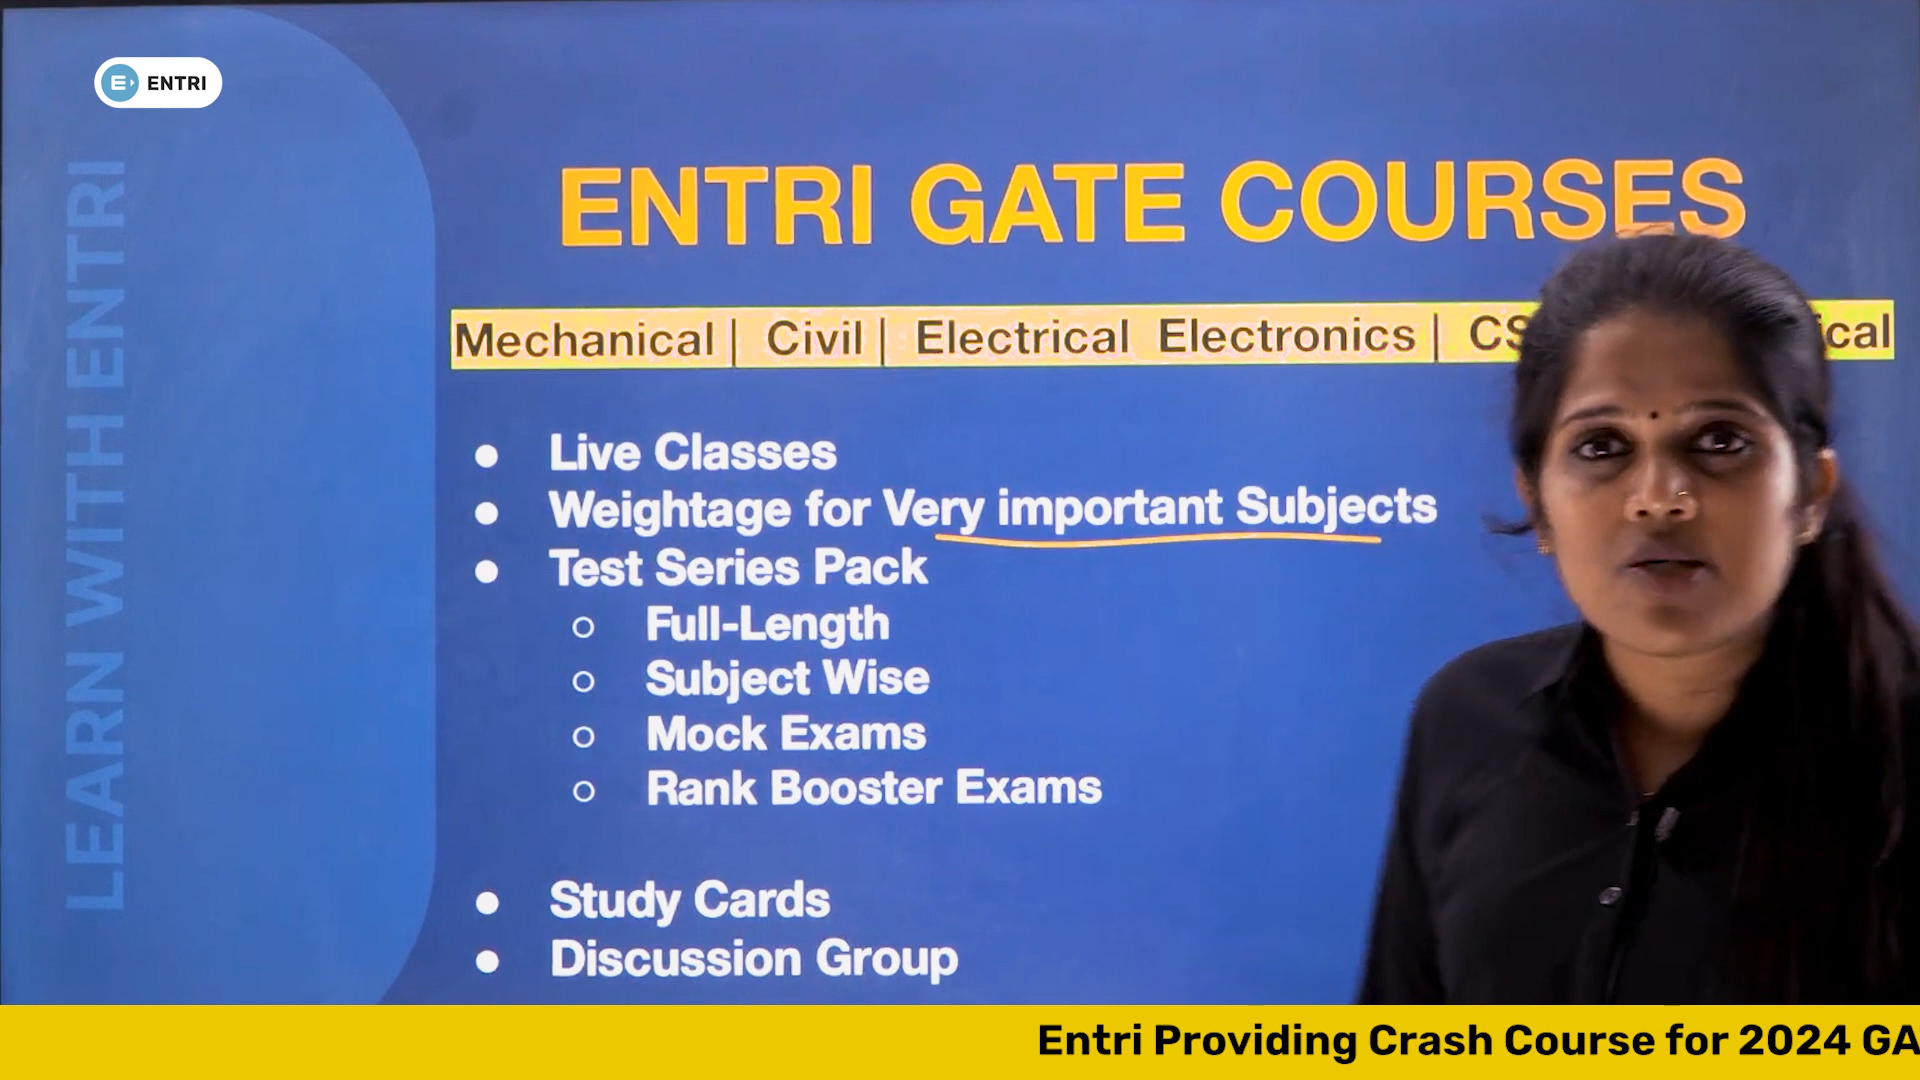 ENTRI
LEARN WITH ENTRI
ENTRI GATE COURSES
Mechanical | Civil | Electrical Electronics |
● Live Classes
● Weightage for Very important Subjects
● Test Series Pack
○ Full-Length
○ Subject Wise
○ Mock Exams
○ Rank Booster Exams
● Study Cards
● Discussion Group
Entri Providing Crash Course for 2024